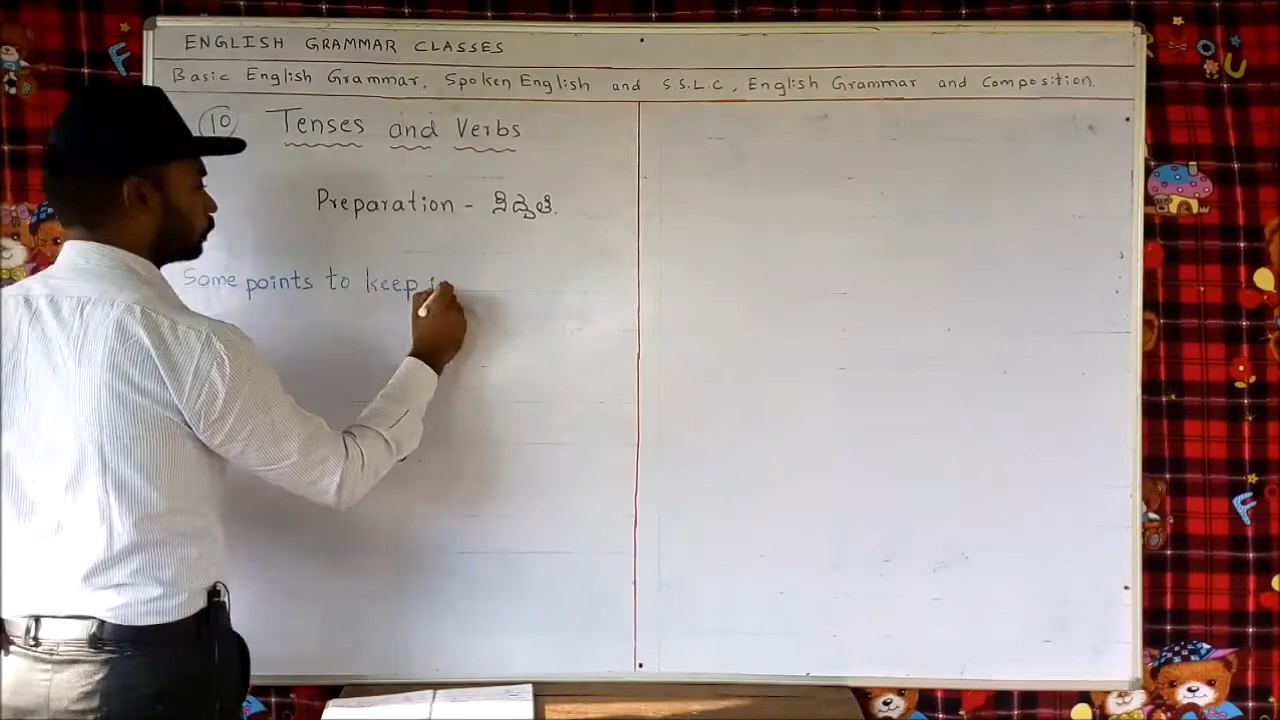 ENGLISH GRAMMAR CLASSES
Basic English Grammar, Spoken English and S.S.L.C, English Grammar and Composition.
10 Tenses and Verbs
Preparation - ಸಿದ್ಧತೆ.
Some points to keep i